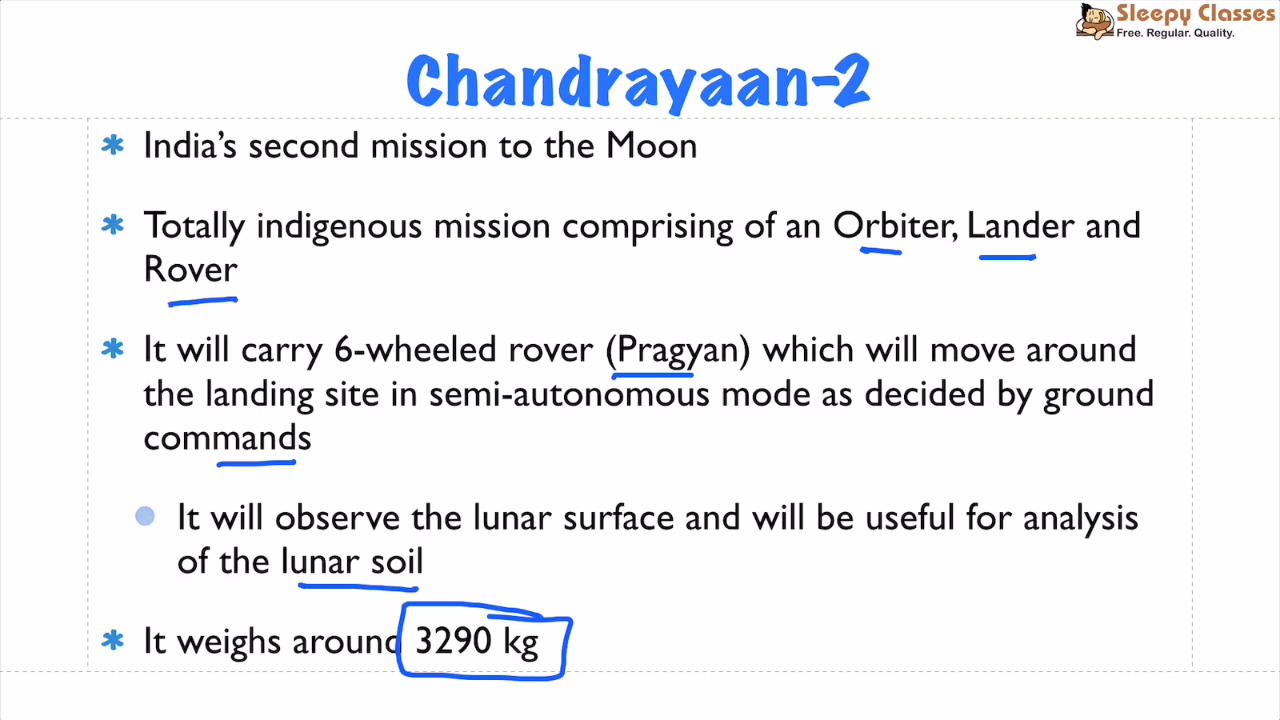 Sleepy Classes
Free. Regular. Quality.
Chandrayaan-2
* India's second mission to the Moon
* Totally indigenous mission comprising of an Orbiter, Lander and
Rover
* It will carry 6-wheeled rover (Pragyan) which will move around
the landing site in semi-autonomous mode as decided by ground
commands
It will observe the lunar surface and will be useful for analysis
of the lunar soil
* It weighs around 3290 kg